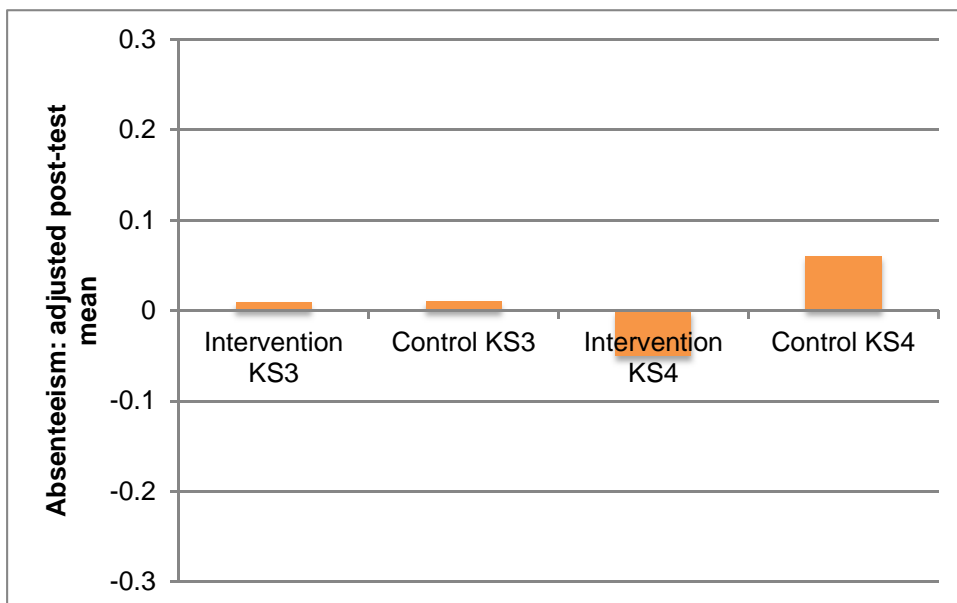 Absenteeism: adjusted post-test
mean
0.3
0.2
0.1
0
-0.1
-0.2
-0.3
Intervention
KS3
Control KS3
Intervention
KS4
Control KS4